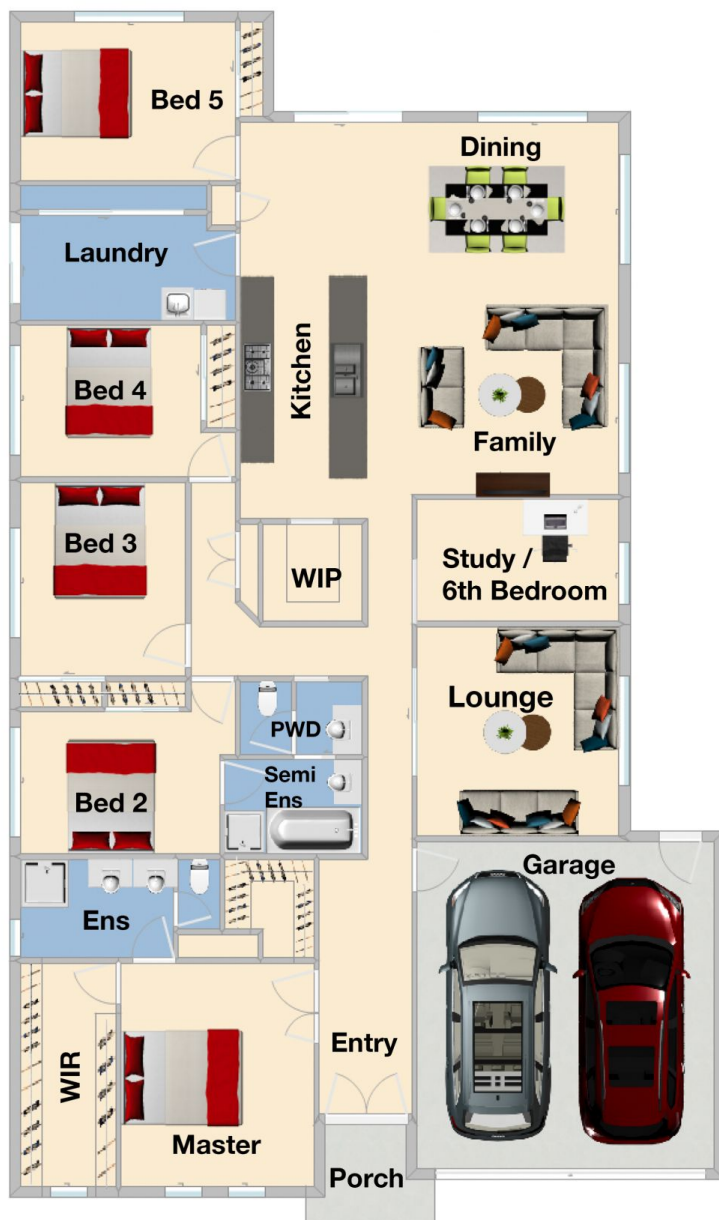 Bed 5
Dining
Laundry
Kitchen
Bed 4
Family
Bed 3
WIP
Study /
6th Bedroom
Lounge
PWD
Semi
Ens
Bed 2
Garage
Ens
Entry
WIR
Master
Porch